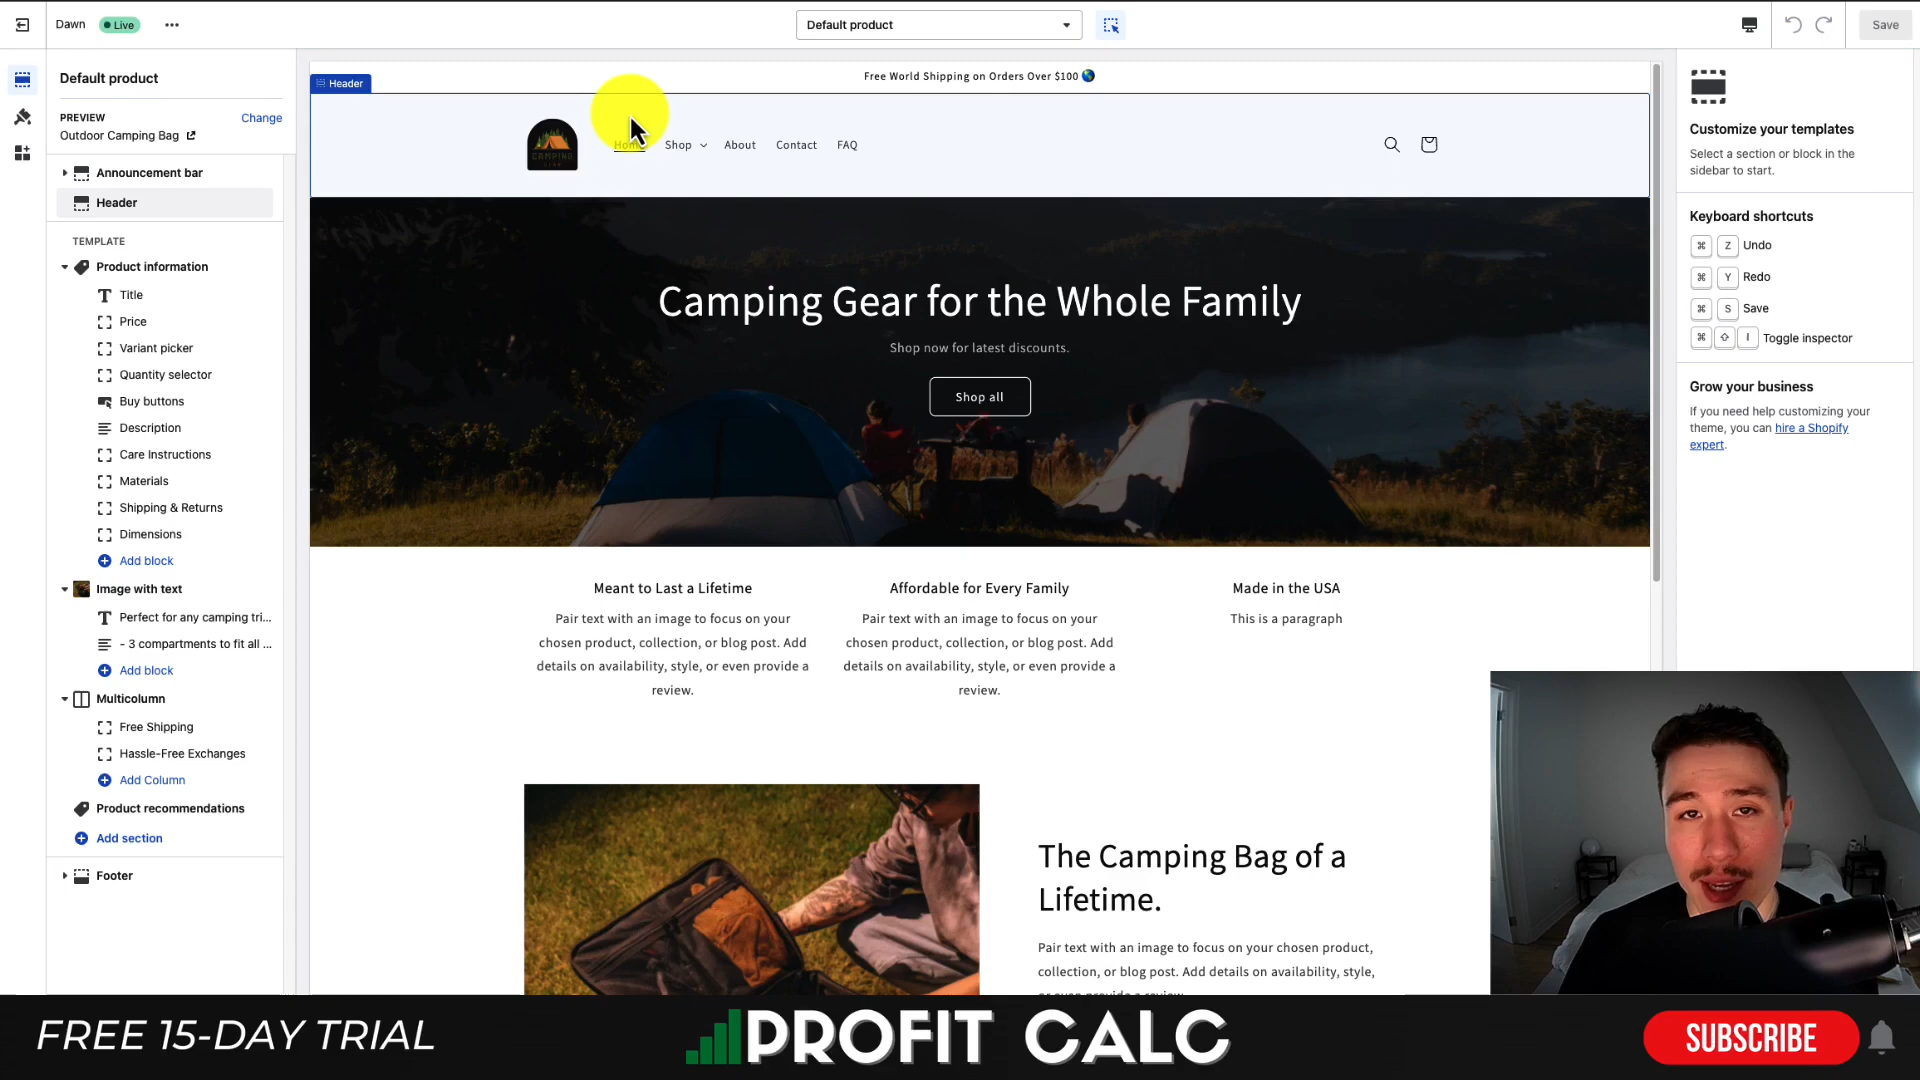 Dawn
Live
Default product
Save
Default product
PREVIEW
Change
Outdoor Camping Bag
Announcement bar
Header
TEMPLATE
Product information
Title
Price
Variant picker
Quantity selector
Buy buttons
Description
Care Instructions
Materials
Shipping & Returns
Dimensions
Add block
Image with text
Perfect for any camping tri...
- 3 compartments to fit all ...
Add block
Multicolumn
Free Shipping
Hassle-Free Exchanges
Add Column
Product recommendations
Add section
Footer
Free World Shipping on Orders Over $100
Header
CAMPING
Home Shop About Contact FAQ
Camping Gear for the Whole Family
Shop now for latest discounts.
Shop all
Meant to Last a Lifetime
Pair text with an image to focus on your
chosen product, collection, or blog post. Add
details on availability, style, or even provide a
review.
Affordable for Every Family
Pair text with an image to focus on your
chosen product, collection, or blog post. Add
details on availability, style, or even provide a
review.
Made in the USA
This is a paragraph
The Camping Bag of a
Lifetime.
Pair text with an image to focus on your chosen product,
collection, or blog post. Add details on availability, style,
or even provide a review.
Customize your templates
Select a section or block in the
sidebar to start.
Keyboard shortcuts
⌘ Z Undo
⌘ Y Redo
⌘ S Save
⌘ ⇧ I Toggle inspector
Grow your business
If you need help customizing your
theme, you can hire a Shopify
expert.
FREE 15-DAY TRIAL
PROFIT CALC
SUBSCRIBE